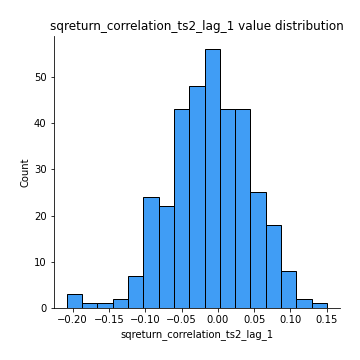 sqreturn_correlation_ts2_lag_1 value distribution
Count
50
40
30
20
10
0
−0.20 −0.15 −0.10 −0.05 0.00 0.05 0.10 0.15
sqreturn_correlation_ts2_lag_1